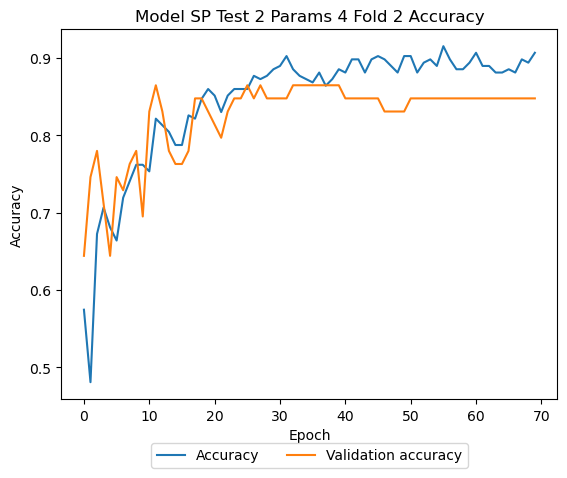 Model SP Test 2 Params 4 Fold 2 Accuracy
0.9
0.8
0.7
0.6
0.5
Accuracy
0 10 20 30 40 50 60 70
Epoch
Accuracy Validation accuracy